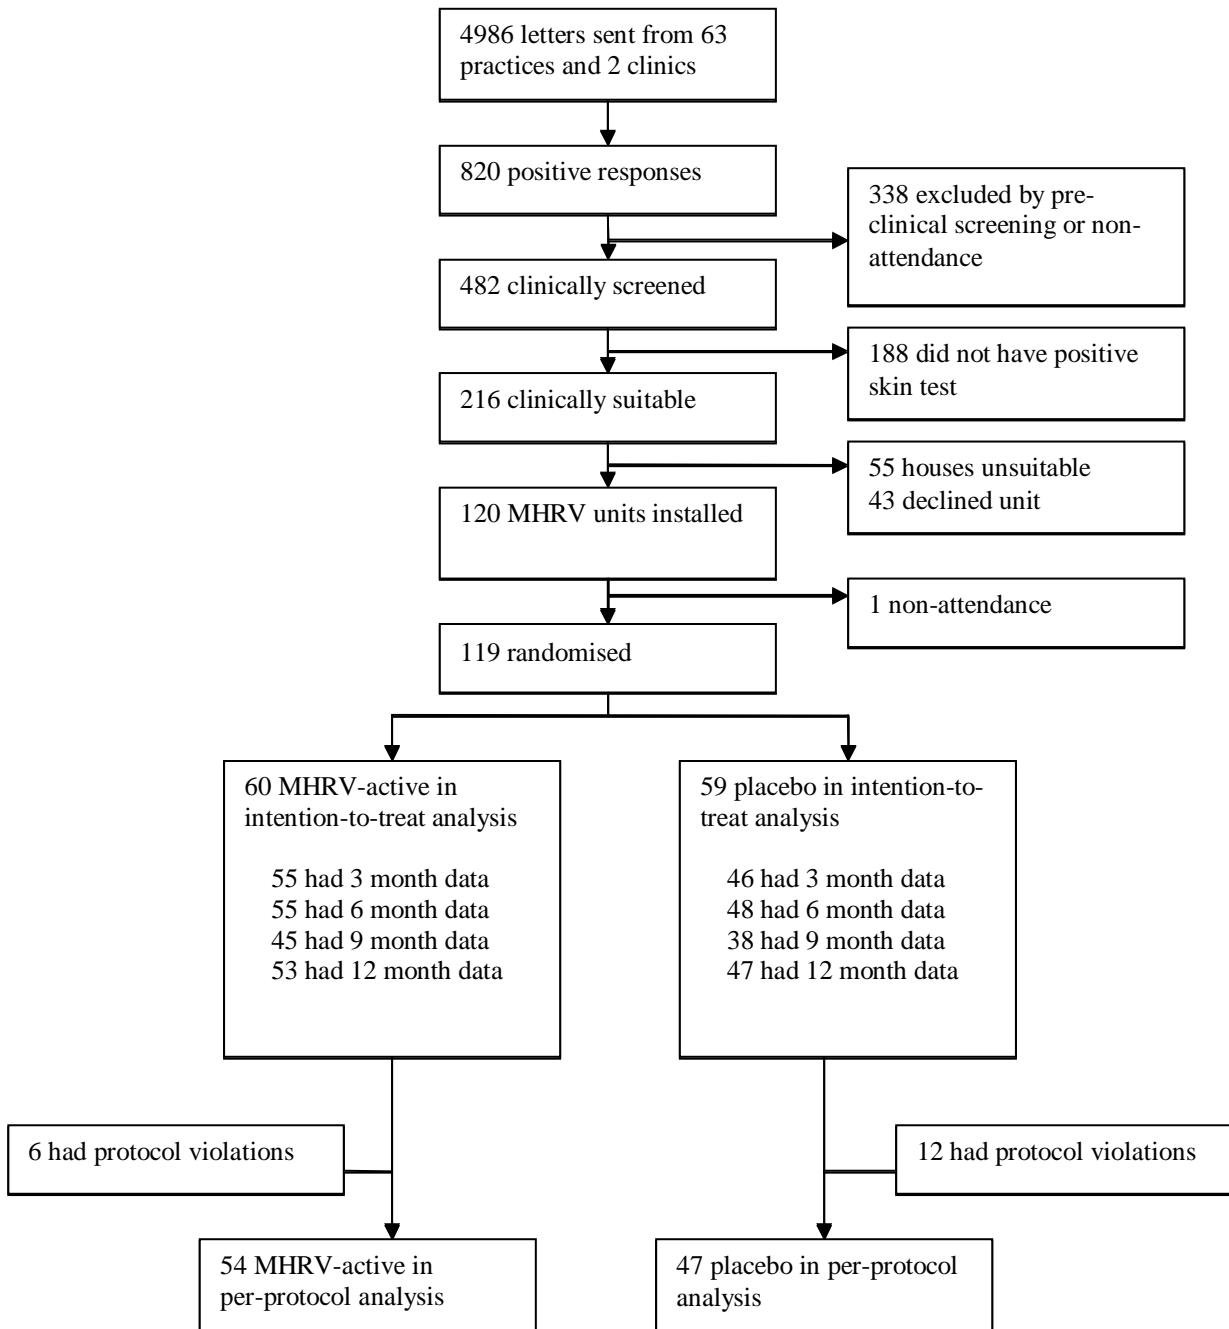 4986 letters sent from 63
practices and 2 clinics
820 positive responses
338 excluded by pre-
clinical screening or non-
attendance
482 clinically screened
188 did not have positive
skin test
216 clinically suitable
55 houses unsuitable
43 declined unit
120 MHRV units installed
1 non-attendance
119 randomised
60 MHRV-active in
intention-to-treat analysis
55 had 3 month data
55 had 6 month data
45 had 9 month data
53 had 12 month data
59 placebo in intention-to-
treat analysis
46 had 3 month data
48 had 6 month data
38 had 9 month data
47 had 12 month data
6 had protocol violations
12 had protocol violations
54 MHRV-active in
per-protocol analysis
47 placebo in per-protocol
analysis